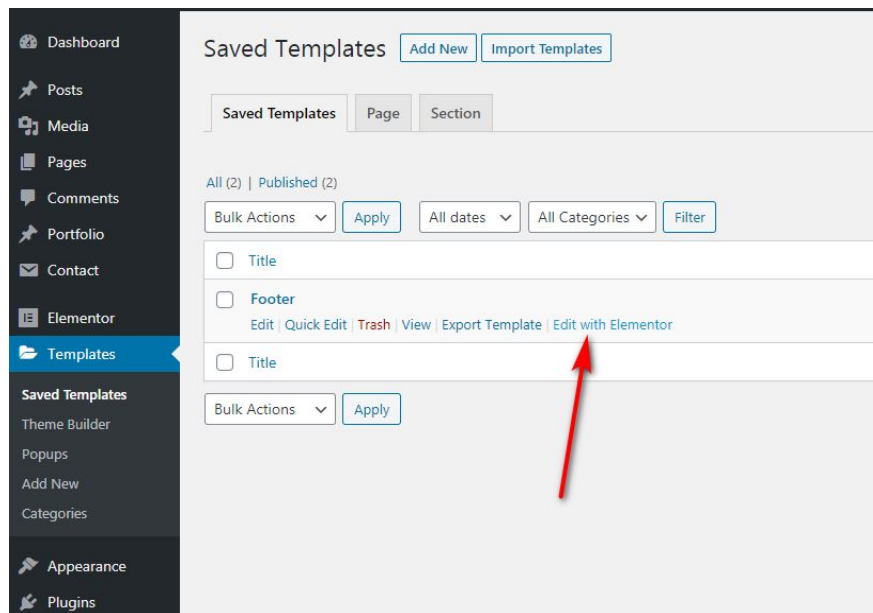 Dashboard
Posts
Media
Pages
Comments
Portfolio
Contact
Elementor
Templates
Saved Templates
Theme Builder
Popups
Add New
Categories
Appearance
Plugins
Saved Templates Add New Import Templates
Saved Templates Page Section
All (2) | Published (2)
Bulk Actions Apply All dates All Categories Filter
Title
Footer
Edit | Quick Edit | Trash | View | Export Template | Edit with Elementor
Title
Bulk Actions Apply